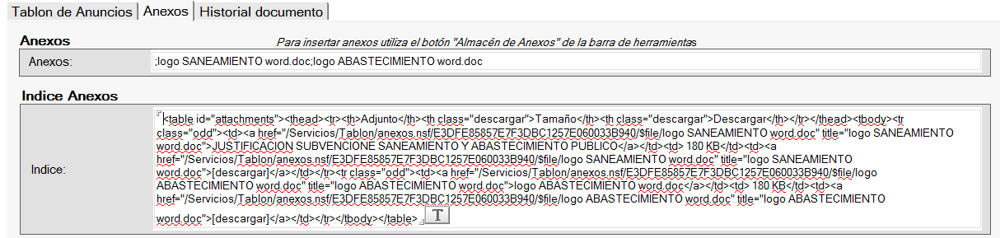 Tablon de Anuncios Anexos Historial documento
Anexos Para insertar anexos utiliza el botón "Almacén de Anexos" de la barra de herramientas
Anexos: ;logo SANEAMIENTO word.doc;logo ABASTECIMIENTO word.doc
Indice Anexos
<table id="attachments"><thead><tr><th>Adjunto</th><th class="descargar">Tamaño</th><th class="descargar">Descargar</th></tr></thead><tbody><tr
class="odd"><td><a href="/Servicios/Tablon/anexos.nsf/E3DFE85857E7F3DBC1257E060033B940/$file/logo SANEAMIENTO word.doc" title="logo SANEAMIENTO
word.doc">JUSTIFICACION SUBVENCIONE SANEAMIENTO Y ABASTECIMIENTO PUBLICO</a></td><td> 180 KB</td><td><a
href="/Servicios/Tablon/anexos.nsf/E3DFE85857E7F3DBC1257E060033B940/$file/logo SANEAMIENTO word.doc" title="logo SANEAMIENTO
Indice: word.doc">[descargar]</a></td></tr><tr class="odd"><td><a href="/Servicios/Tablon/anexos.nsf/E3DFE85857E7F3DBC1257E060033B940/$file/logo
ABASTECIMIENTO word.doc" title="logo ABASTECIMIENTO word.doc">logo ABASTECIMIENTO word.doc</a></td><td> 180 KB</td><td><a
href="/Servicios/Tablon/anexos.nsf/E3DFE85857E7F3DBC1257E060033B940/$file/logo ABASTECIMIENTO word.doc" title="logo ABASTECIMIENTO
word.doc">[descargar]</a></td></tr></tbody></table> T